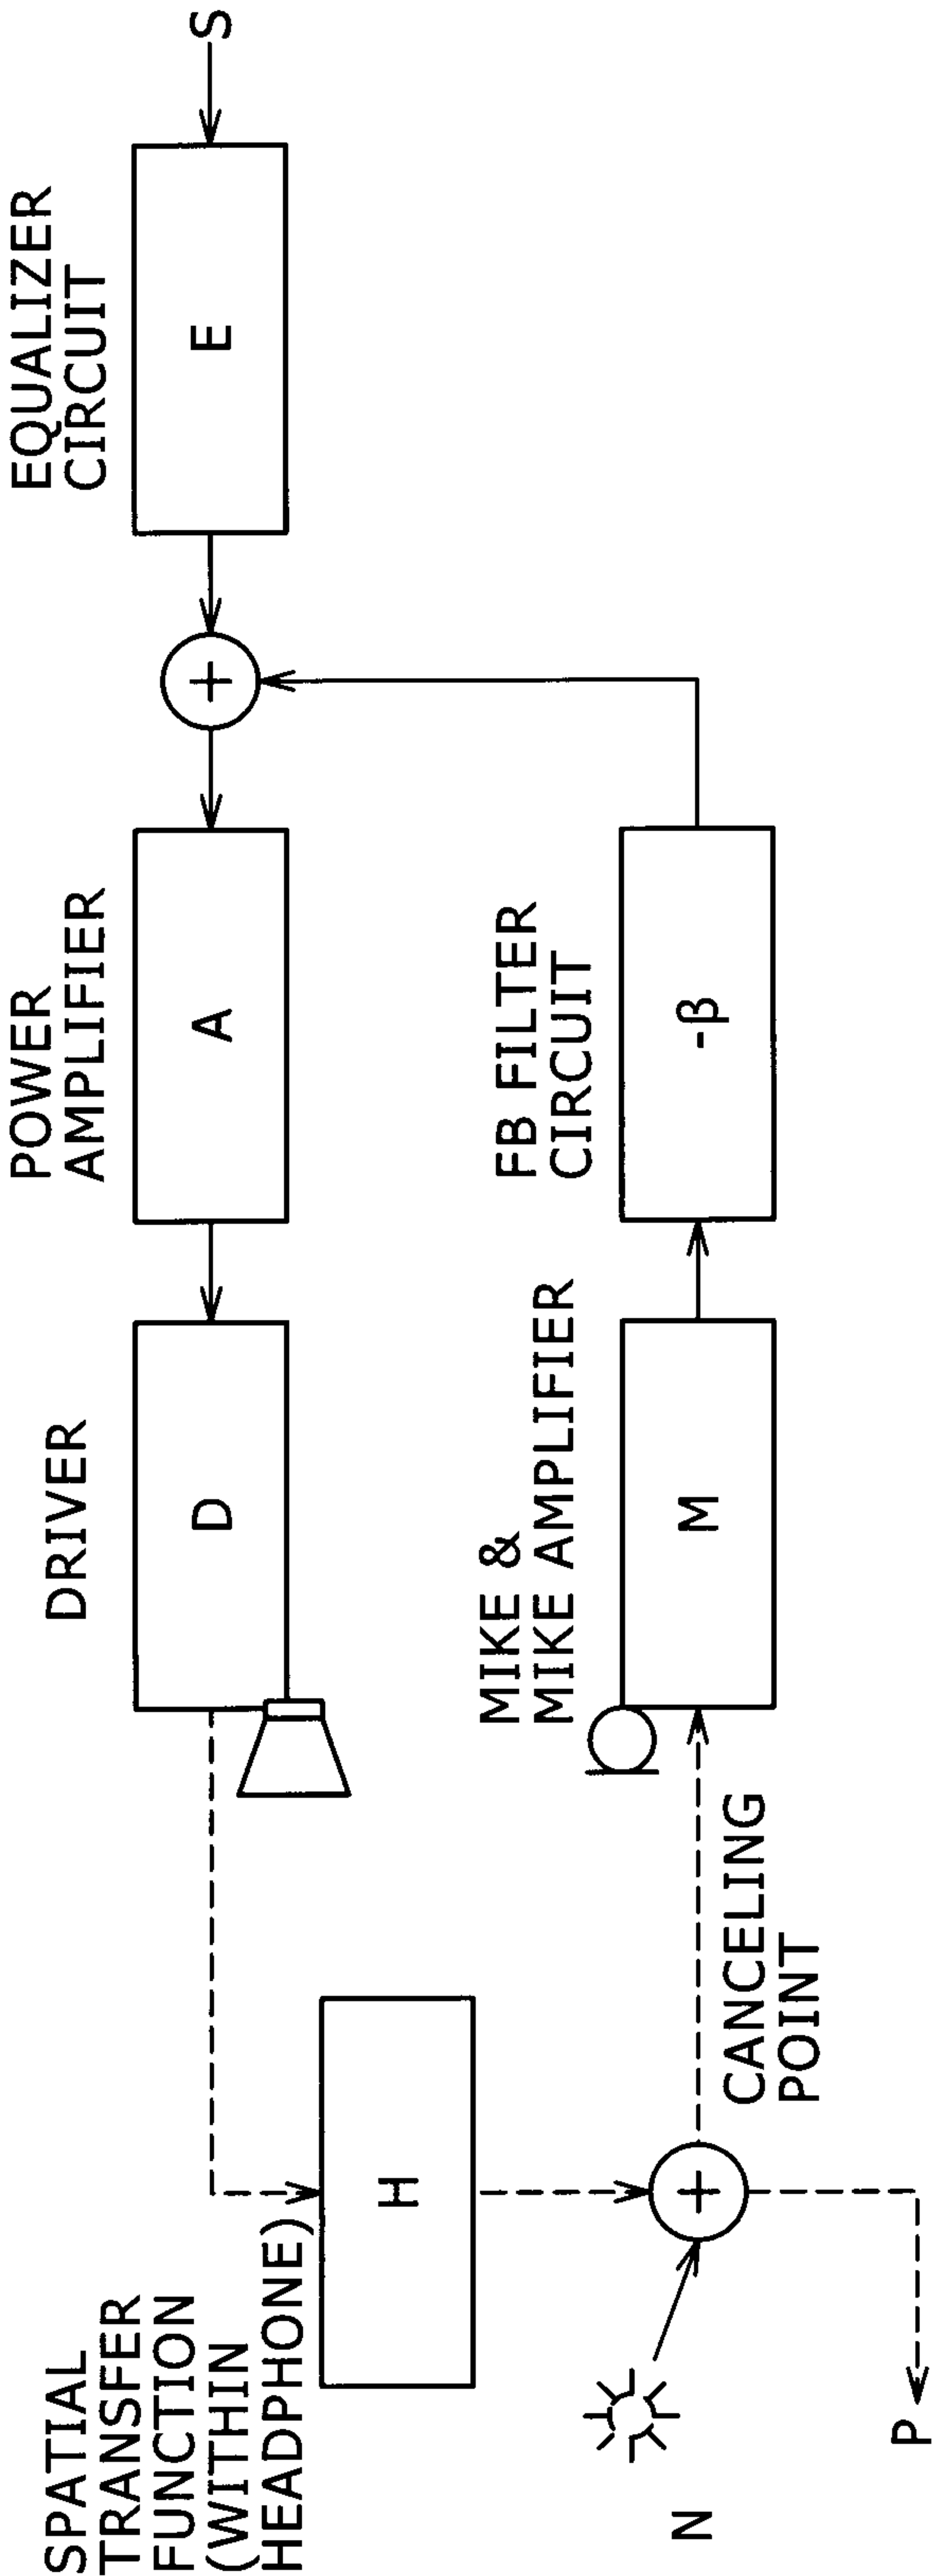 SPATIAL
TRANSFER
FUNCTION
(WITHIN
HEADPHONE)
DRIVER
POWER
AMPLIFIER
EQUALIZER
CIRCUIT
D
A
+
E
S
H
MIKE &
MIKE AMPLIFIER
FB FILTER
CIRCUIT
N
+
M
-β
CANCELING
POINT
P